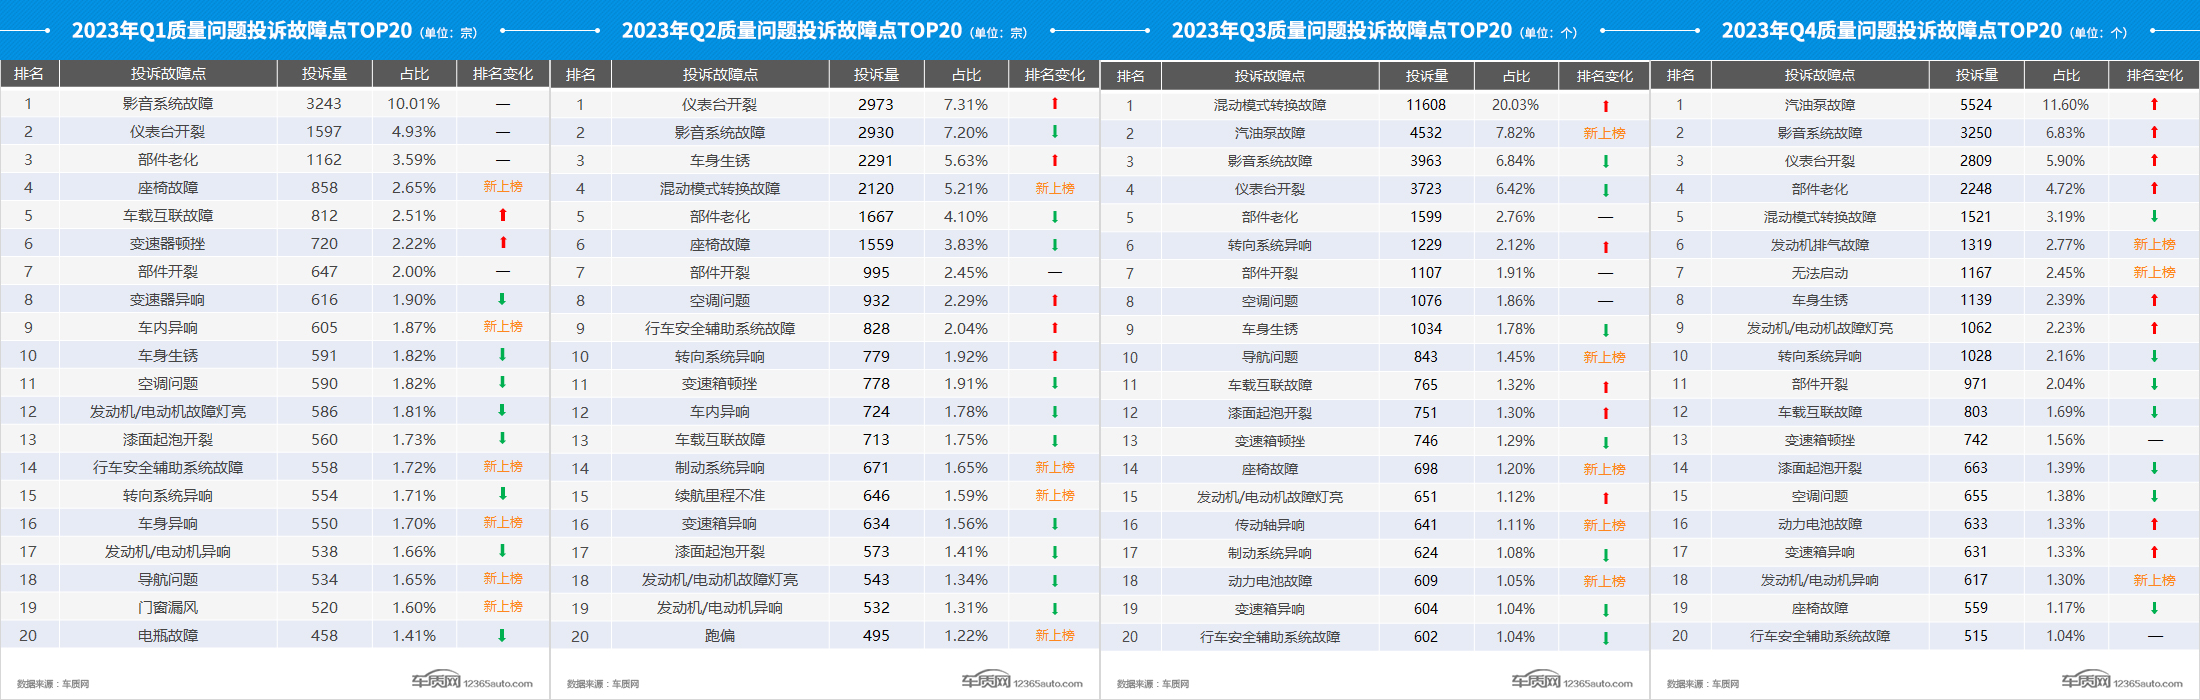 2023年Q1质量问题投诉故障点TOP20（单位：宗）
排名 投诉故障点 投诉量 占比 排名变化
1 影音系统故障 3243 10.01% —
2 仪表台开裂 1597 4.93% —
3 部件老化 1162 3.59% —
4 座椅故障 858 2.65% 新上榜
5 车载互联故障 812 2.51% ⬆
6 变速器顿挫 720 2.22% ⬆
7 部件开裂 647 2.00% —
8 变速器异响 616 1.90% ⬇
9 车内异响 605 1.87% 新上榜
10 车身生锈 591 1.82% ⬇
11 空调问题 590 1.82% ⬇
12 发动机/电动机故障灯亮 586 1.81% ⬇
13 漆面起泡开裂 560 1.73% ⬇
14 行车安全辅助系统故障 558 1.72% 新上榜
15 转向系统异响 554 1.71% ⬇
16 车身异响 550 1.70% 新上榜
17 发动机/电动机异响 538 1.66% ⬇
18 导航问题 534 1.65% 新上榜
19 门窗漏风 520 1.60% 新上榜
20 电瓶故障 458 1.41% ⬇
数据来源：车质网
车质网 12365auto.com
2023年Q2质量问题投诉故障点TOP20（单位：宗）
排名 投诉故障点 投诉量 占比 排名变化
1 仪表台开裂 2973 7.31% ⬆
2 影音系统故障 2930 7.20% ⬇
3 车身生锈 2291 5.63% ⬆
4 混动模式转换故障 2120 5.21% 新上榜
5 部件老化 1667 4.10% ⬇
6 座椅故障 1559 3.83% ⬇
7 部件开裂 995 2.45% —
8 空调问题 932 2.29% ⬆
9 行车安全辅助系统故障 828 2.04% ⬆
10 转向系统异响 779 1.92% ⬆
11 变速箱顿挫 778 1.91% ⬇
12 车内异响 724 1.78% ⬇
13 车载互联故障 713 1.75% ⬇
14 制动系统异响 671 1.65% 新上榜
15 续航里程不准 646 1.59% 新上榜
16 变速箱异响 634 1.56% ⬇
17 漆面起泡开裂 573 1.41% ⬇
18 发动机/电动机故障灯亮 543 1.34% ⬇
19 发动机/电动机异响 532 1.31% ⬇
20 跑偏 495 1.22% 新上榜
数据来源：车质网
车质网 12365auto.com
2023年Q3质量问题投诉故障点TOP20（单位：个）
排名 投诉故障点 投诉量 占比 排名变化
1 混动模式转换故障 11608 20.03% ⬆
2 汽油泵故障 4532 7.82% 新上榜
3 影音系统故障 3963 6.84% ⬇
4 仪表台开裂 3723 6.42% ⬇
5 部件老化 1599 2.76% —
6 转向系统异响 1229 2.12% ⬆
7 部件开裂 1107 1.91% —
8 空调问题 1076 1.86% —
9 车身生锈 1034 1.78% ⬇
10 导航问题 843 1.45% 新上榜
11 车载互联故障 765 1.32% ⬆
12 漆面起泡开裂 751 1.30% ⬆
13 变速箱顿挫 746 1.29% ⬇
14 座椅故障 698 1.20% 新上榜
15 发动机/电动机故障灯亮 651 1.12% ⬆
16 传动轴异响 641 1.11% 新上榜
17 制动系统异响 624 1.08% ⬇
18 动力电池故障 609 1.05% 新上榜
19 变速箱异响 604 1.04% ⬇
20 行车安全辅助系统故障 602 1.04% ⬇
数据来源：车质网
车质网 12365auto.com
2023年Q4质量问题投诉故障点TOP20（单位：个）
排名 投诉故障点 投诉量 占比 排名变化
1 汽油泵故障 5524 11.60% ⬆
2 影音系统故障 3250 6.83% ⬆
3 仪表台开裂 2809 5.90% ⬆
4 部件老化 2248 4.72% ⬆
5 混动模式转换故障 1521 3.19% ⬇
6 发动机排气故障 1319 2.77% 新上榜
7 无法启动 1167 2.45% 新上榜
8 车身生锈 1139 2.39% ⬆
9 发动机/电动机故障灯亮 1062 2.23% ⬆
10 转向系统异响 1028 2.16% ⬇
11 部件开裂 971 2.04% ⬇
12 车载互联故障 803 1.69% ⬇
13 变速箱顿挫 742 1.56% —
14 漆面起泡开裂 663 1.39% ⬇
15 空调问题 655 1.38% ⬇
16 动力电池故障 633 1.33% ⬆
17 变速箱异响 631 1.33% ⬆
18 发动机/电动机异响 617 1.30% 新上榜
19 座椅故障 559 1.17% ⬇
20 行车安全辅助系统故障 515 1.04% —
数据来源：车质网
车质网 12365auto.com